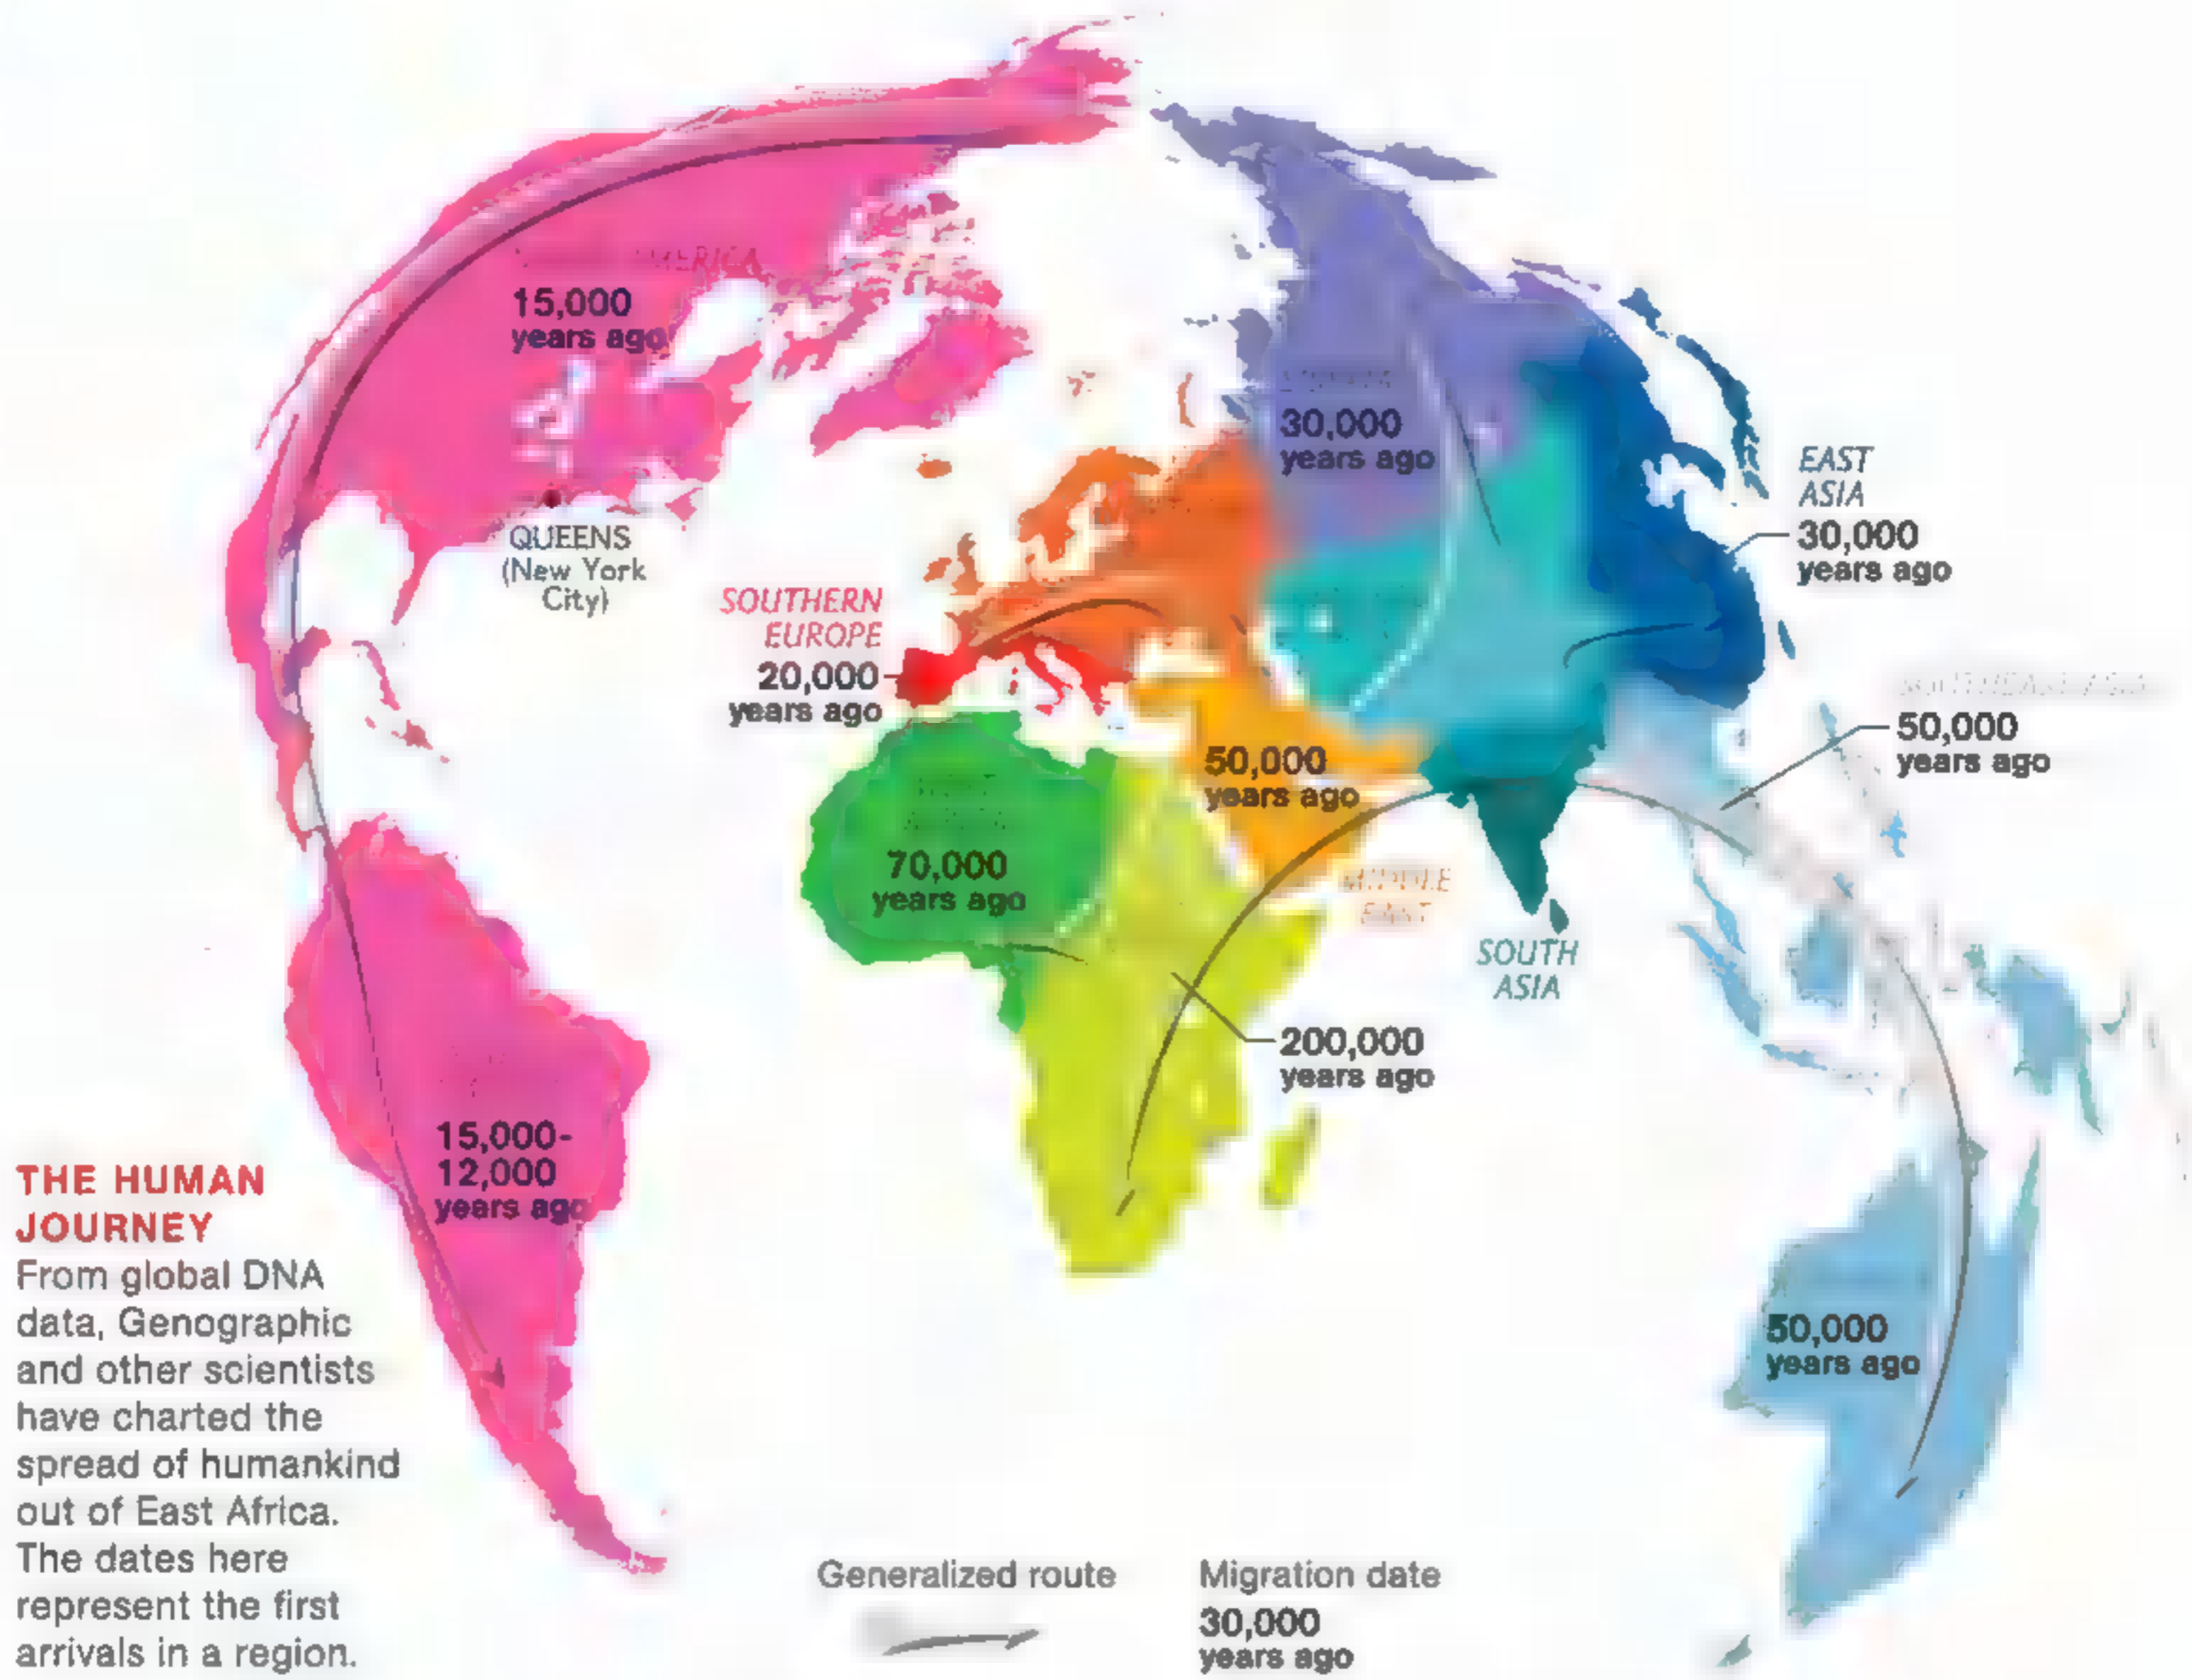 15,000
years ago
QUEENS
(New York
City)
SOUTHERN
EUROPE
20,000
years ago
30,000
years ago
EAST
ASIA
30,000
years ago
50,000
years ago
50,000
years ago
MIDDLE
EAST
SOUTH
ASIA
70,000
years ago
200,000
years ago
15,000-
12,000
years ago
50,000
years ago
THE HUMAN
JOURNEY
From global DNA
data, Genographic
and other scientists
have charted the
spread of humankind
out of East Africa.
The dates here
represent the first
arrivals in a region.
Generalized route
Migration date
30,000
years ago